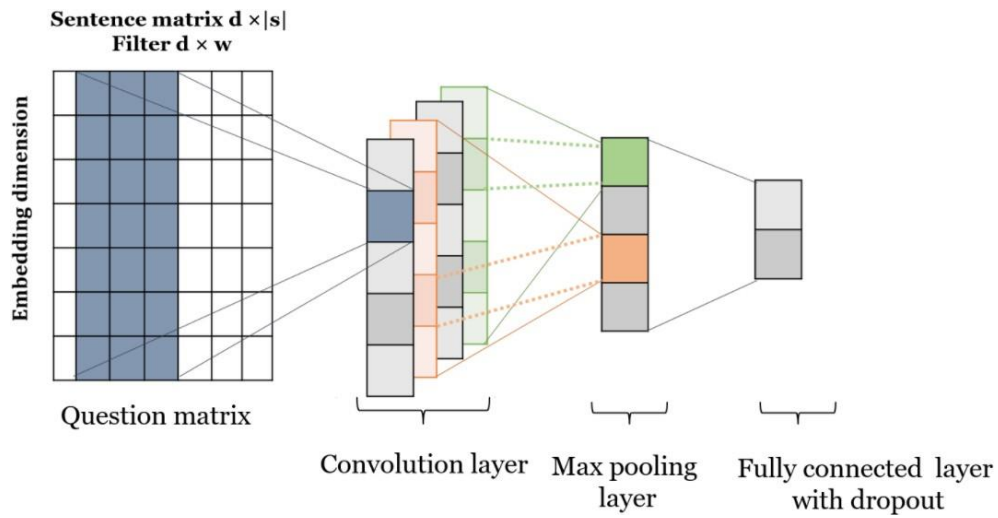 Sentence matrix d ×|s|
Filter d × w
Embedding dimension
Question matrix
Convolution layer
Max pooling
layer
Fully connected layer
with dropout